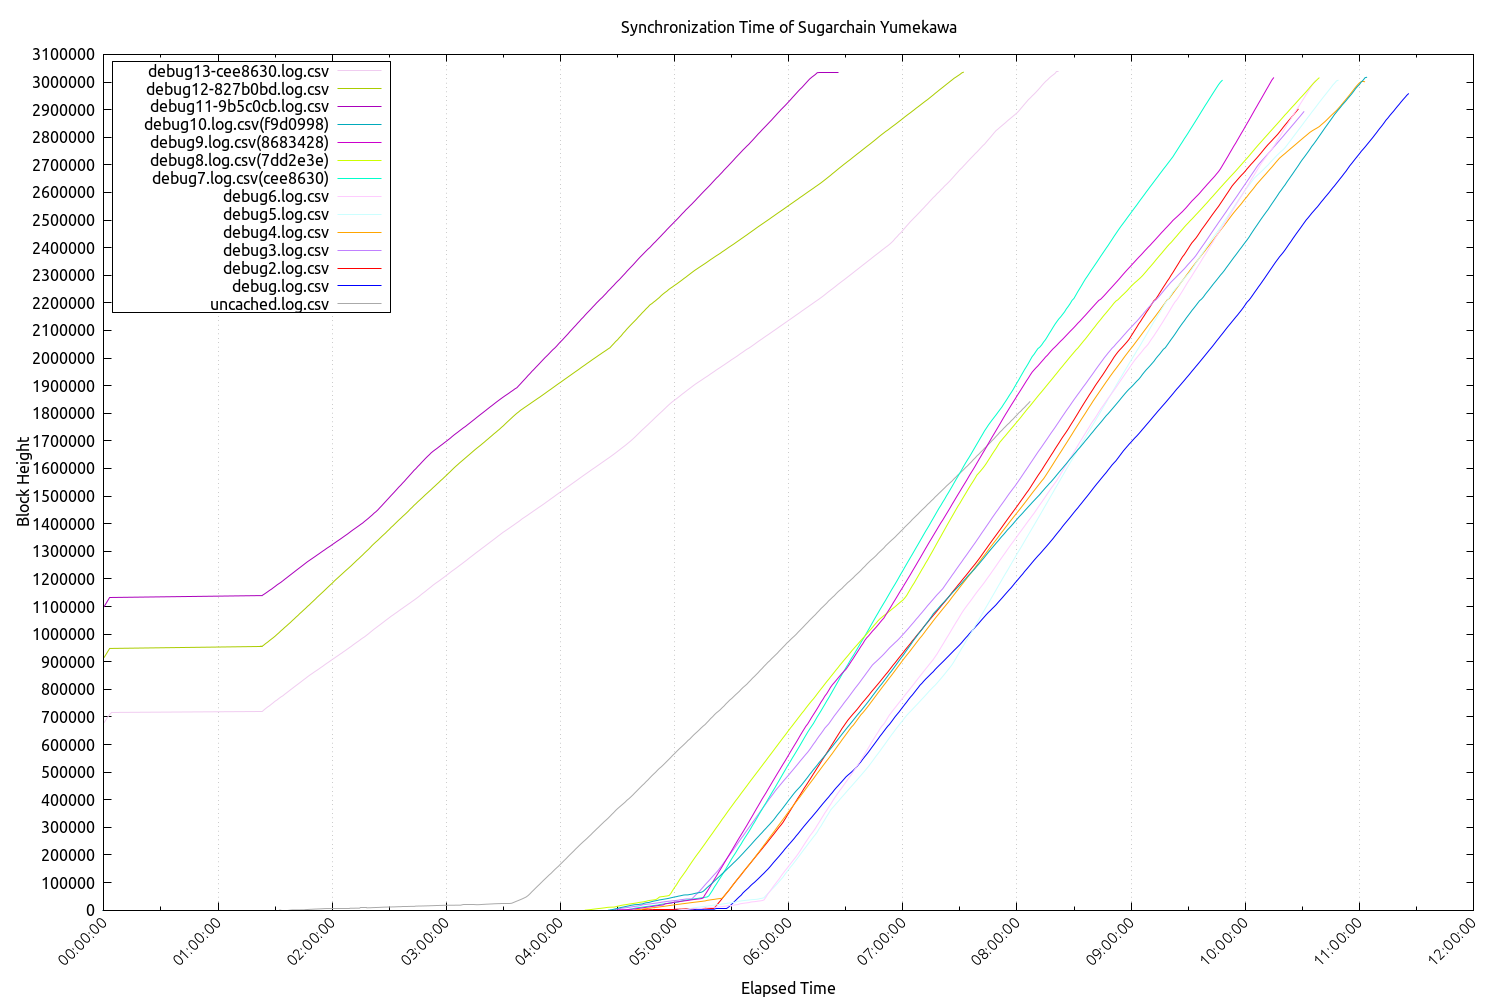 Synchronization Time of Sugarchain Yumekawa
debug13-cee8630.log.csv
debug12-827b0bd.log.csv
debug11-9b5c0cb.log.csv
debug10.log.csv(f9d0998)
debug9.log.csv(8683428)
debug8.log.csv(7dd2e3e)
debug7.log.csv(cee8630)
debug6.log.csv
debug5.log.csv
debug4.log.csv
debug3.log.csv
debug2.log.csv
debug.log.csv
uncached.log.csv
Block Height
3100000
3000000
2900000
2800000
2700000
2600000
2500000
2400000
2300000
2200000
2100000
2000000
1900000
1800000
1700000
1600000
1500000
1400000
1300000
1200000
1100000
1000000
900000
800000
700000
600000
500000
400000
300000
200000
100000
0
00:00:00
01:00:00
02:00:00
03:00:00
04:00:00
05:00:00
06:00:00
07:00:00
08:00:00
09:00:00
10:00:00
11:00:00
12:00:00
Elapsed Time